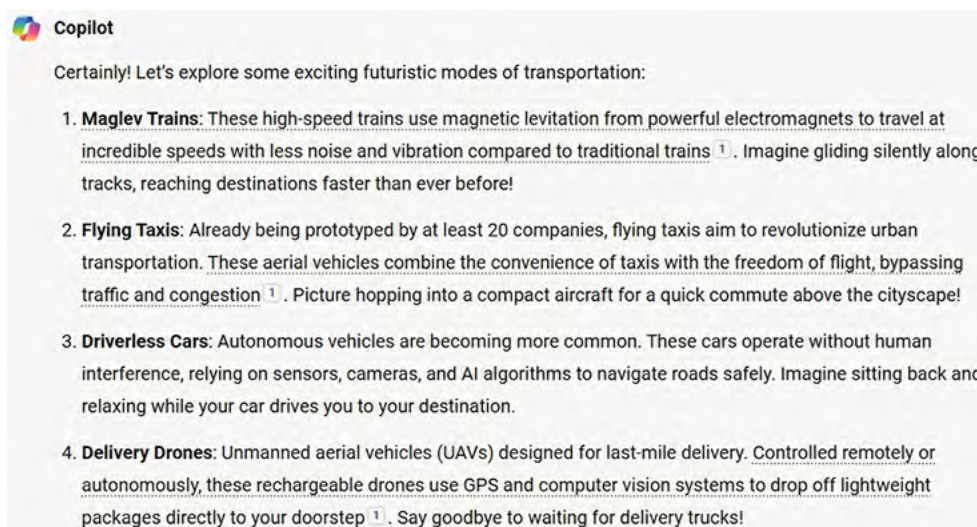 Copilot
Certainly! Let's explore some exciting futuristic modes of transportation:
1. Maglev Trains: These high-speed trains use magnetic levitation from powerful electromagnets to travel at
incredible speeds with less noise and vibration compared to traditional trains 1 . Imagine gliding silently along
tracks, reaching destinations faster than ever before!
2. Flying Taxis: Already being prototyped by at least 20 companies, flying taxis aim to revolutionize urban
transportation. These aerial vehicles combine the convenience of taxis with the freedom of flight, bypassing
traffic and congestion 1 . Picture hopping into a compact aircraft for a quick commute above the cityscape!
3. Driverless Cars: Autonomous vehicles are becoming more common. These cars operate without human
interference, relying on sensors, cameras, and AI algorithms to navigate roads safely. Imagine sitting back and
relaxing while your car drives you to your destination.
4. Delivery Drones: Unmanned aerial vehicles (UAVs) designed for last-mile delivery. Controlled remotely or
autonomously, these rechargeable drones use GPS and computer vision systems to drop off lightweight
packages directly to your doorstep 1 . Say goodbye to waiting for delivery trucks!